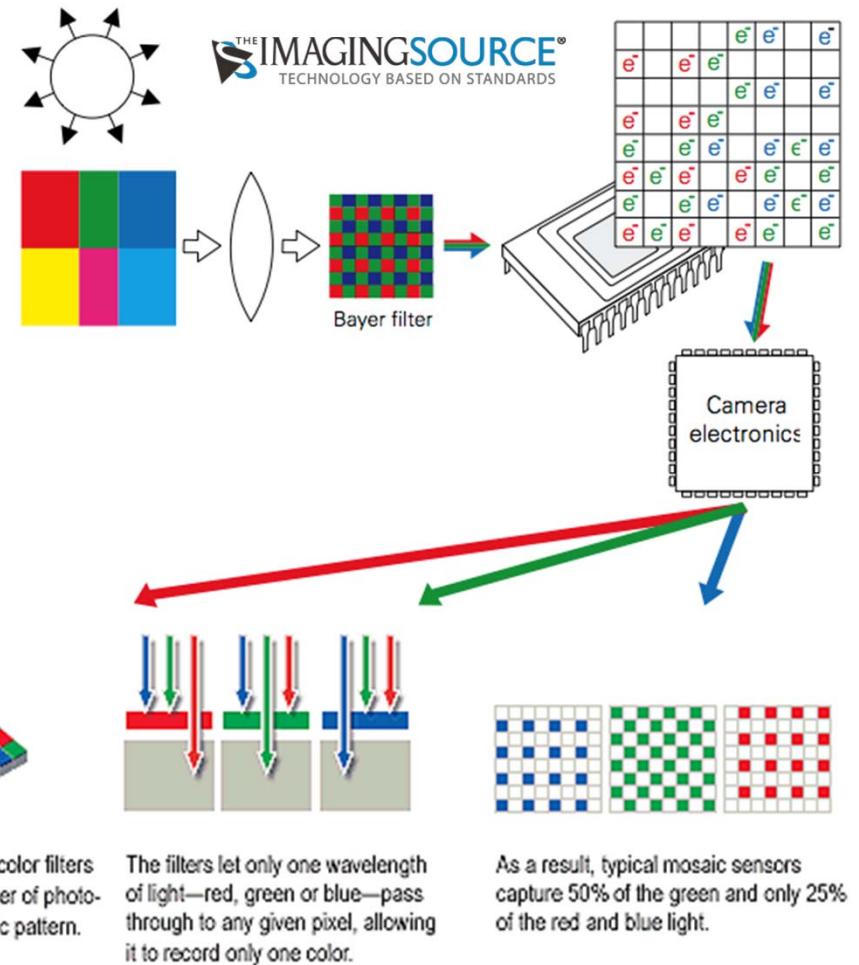 THE IMAGINGSOURCE®
TECHNOLOGY BASED ON STANDARDS
e⁻ e⁻ e⁻
e⁻ e⁻ e⁻
e⁻ e⁻ e⁻
e⁻ e⁻ e⁻
e⁻ e⁻ e⁻ e⁻ e⁻ e⁻
e⁻ e⁻ e⁻ e⁻ e⁻ e⁻
e⁻ e⁻ e⁻ e⁻ e⁻ e⁻
e⁻ e⁻ e⁻ e⁻ e⁻ e⁻
Bayer filter
Camera
electronics
color filters
er of photo-
c pattern.
The filters let only one wavelength
of light—red, green or blue—pass
through to any given pixel, allowing
it to record only one color.
As a result, typical mosaic sensors
capture 50% of the green and only 25%
of the red and blue light.